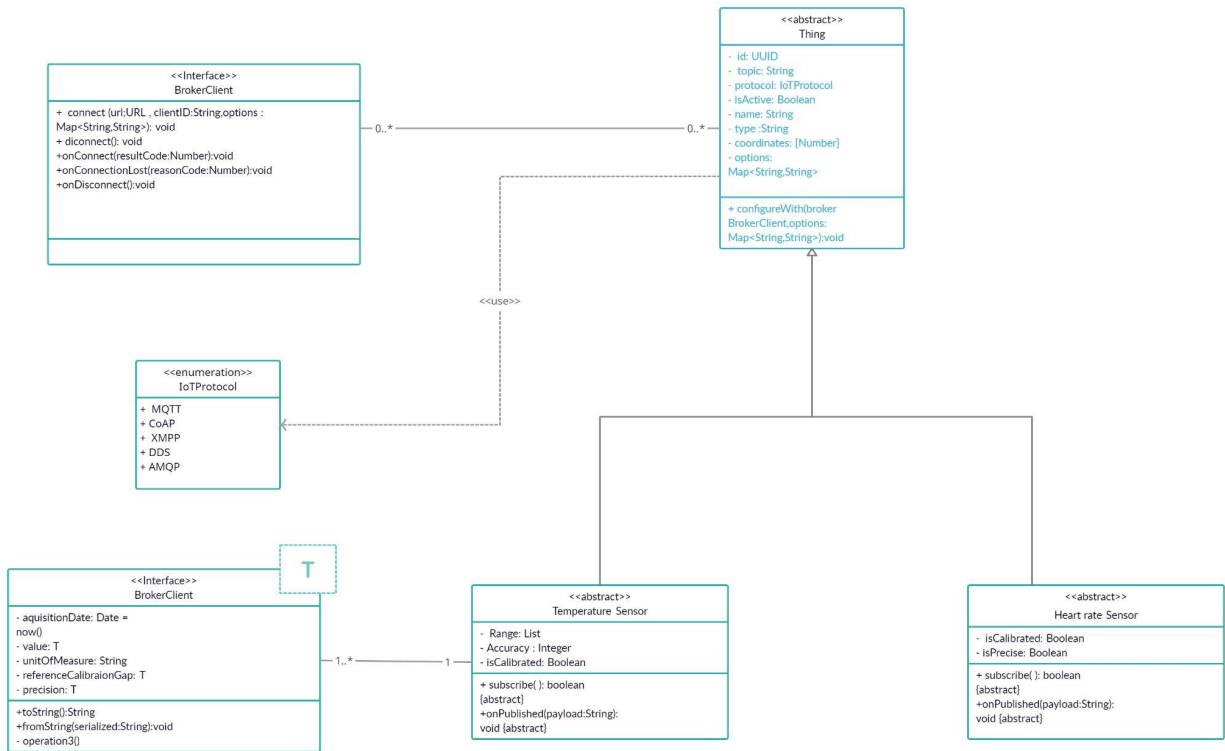 <<abstract>>
Thing
- id: UUID
- topic: String
- protocol: IoTProtocol
- isActive: Boolean
- name: String
- type :String
- coordinates: [Number]
- options:
Map<String,String>
+ configureWith(broker
BrokerClient,options:
Map<String,String>):void
<<Interface>>
BrokerClient
+ connect (url;URL , clientID:String,options :
Map<String,String>): void
+ diconnect(): void
+onConnect(resultCode:Number):void
+onConnectionLost(reasonCode:Number):void
+onDisconnect():void
0..*
0..*
<<use>>
<<enumeration>>
IoTProtocol
+ MQTT
+ CoAP
+ XMPP
+ DDS
+ AMQP
T
<<Interface>>
BrokerClient
- aquisitionDate: Date =
now()
- value: T
- unitOfMeasure: String
- referenceCalibraionGap: T
- precision: T
+toString():String
+fromString(serialized:String):void
- operation3()
1..*
1
<<abstract>>
Temperature Sensor
- Range: List
- Accuracy : Integer
- isCalibrated: Boolean
+ subscribe( ): boolean
{abstract}
+onPublished(payload:String):
void {abstract}
<<abstract>>
Heart rate Sensor
- isCalibrated: Boolean
- isPrecise: Boolean
+ subscribe( ): boolean
{abstract}
+onPublished(payload:String):
void {abstract}